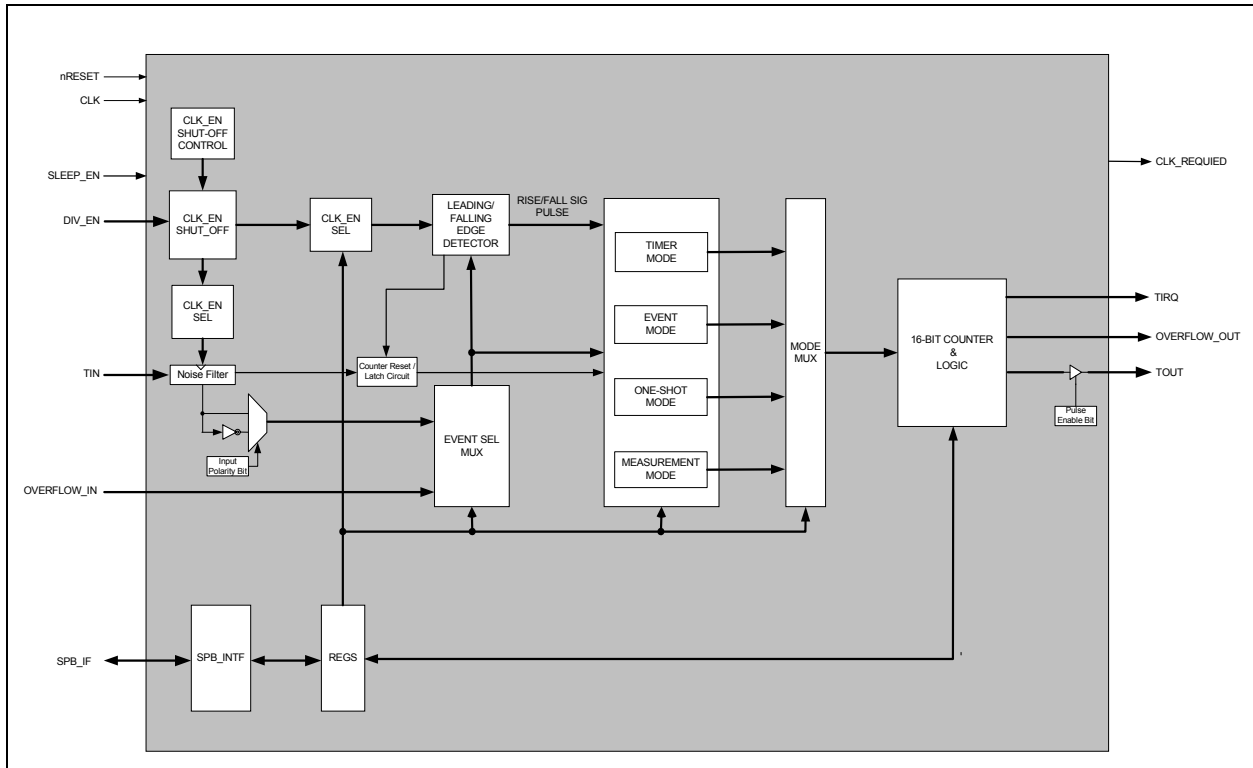 nRESET
CLK
SLEEP_EN
DIV_EN
TIN
OVERFLOW_IN
SPB_IF
CLK_EN
SHUT-OFF
CONTROL
CLK_EN
SHUT_OFF
CLK_EN
SEL
Noise Filter
Input
Polarity Bit
CLK_EN
SEL
LEADING/
FALLING
EDGE
DETECTOR
RISE/FALL SIG
PULSE
Counter Reset /
Latch Circuit
EVENT SEL
MUX
TIMER
MODE
EVENT
MODE
ONE-SHOT
MODE
MEASUREMENT
MODE
MODE
MUX
16-BIT COUNTER
&
LOGIC
Pulse
Enable Bit
SPB_INTF
REGS
CLK_REQUIED
TIRQ
OVERFLOW_OUT
TOUT